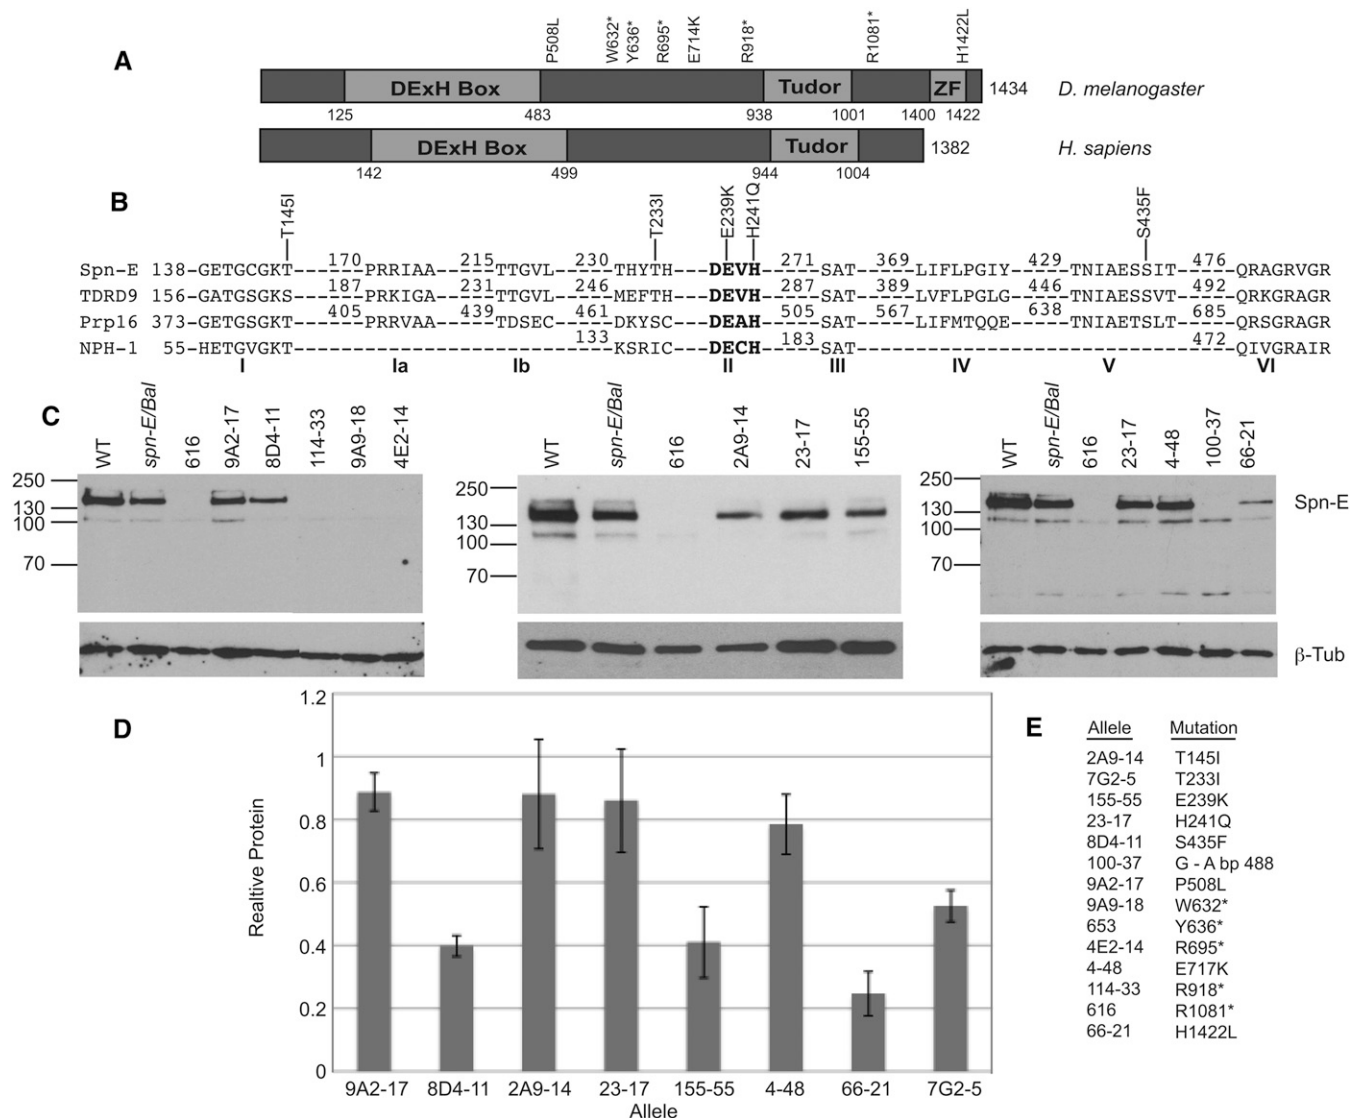 A
P508L
W632*
Y636*
R695*
E714K
R918*
R1081*
H1422L
DExH Box Tudor ZF 1434 D. melanogaster
125 483 938 1001 1400 1422
DExH Box Tudor 1382 H. sapiens
142 499 944 1004
B
T145I
T233I
E239K
H241Q
S435F
Spn-E 138–GETGCGKT 170 PRRIAA 215 TTGVL 230 THYTH DEVH 271 SAT 369 LIFLPGIY 429 TNIAESSIT 476 QRAGRVGR
TDRD9 156–GATGSGKS 187 PRKIGA 231 TTGVL 246 MEFTH DEVH 287 SAT 389 LVFLPGLG 446 TNIAESSVT 492 QRKGRAGR
Prp16 373–GETGSGKT 405 PRRVAA 439 TDSEC 461 DKYSC DEAH 505 SAT 567 LIFMTQQE 638 TNIAETSLT 685 QRSGRAGR
NPH-1 55–HETGVGKT 133 KSRIC DECH 183 SAT 472 QIVGRAIR
I Ia Ib II III IV V VI
C
WT spn-E/Bal 616 9A2-17 8D4-11 114-33 9A9-18 4E2-14
250
130
100
70
WT spn-E/Bal 616 2A9-14 23-17 155-55
250
130
100
70
WT spn-E/Bal 616 23-17 4-48 100-37 66-21
250
130
100
70
Spn-E
β-Tub
D
Realtive Protein
1.2
1
0.8
0.6
0.4
0.2
0
9A2-17 8D4-11 2A9-14 23-17 155-55 4-48 66-21 7G2-5
Allele
E
Allele Mutation
2A9-14 T145I
7G2-5 T233I
155-55 E239K
23-17 H241Q
8D4-11 S435F
100-37 G - A bp 488
9A2-17 P508L
9A9-18 W632*
653 Y636*
4E2-14 R695*
4-48 E717K
114-33 R918*
616 R1081*
66-21 H1422L